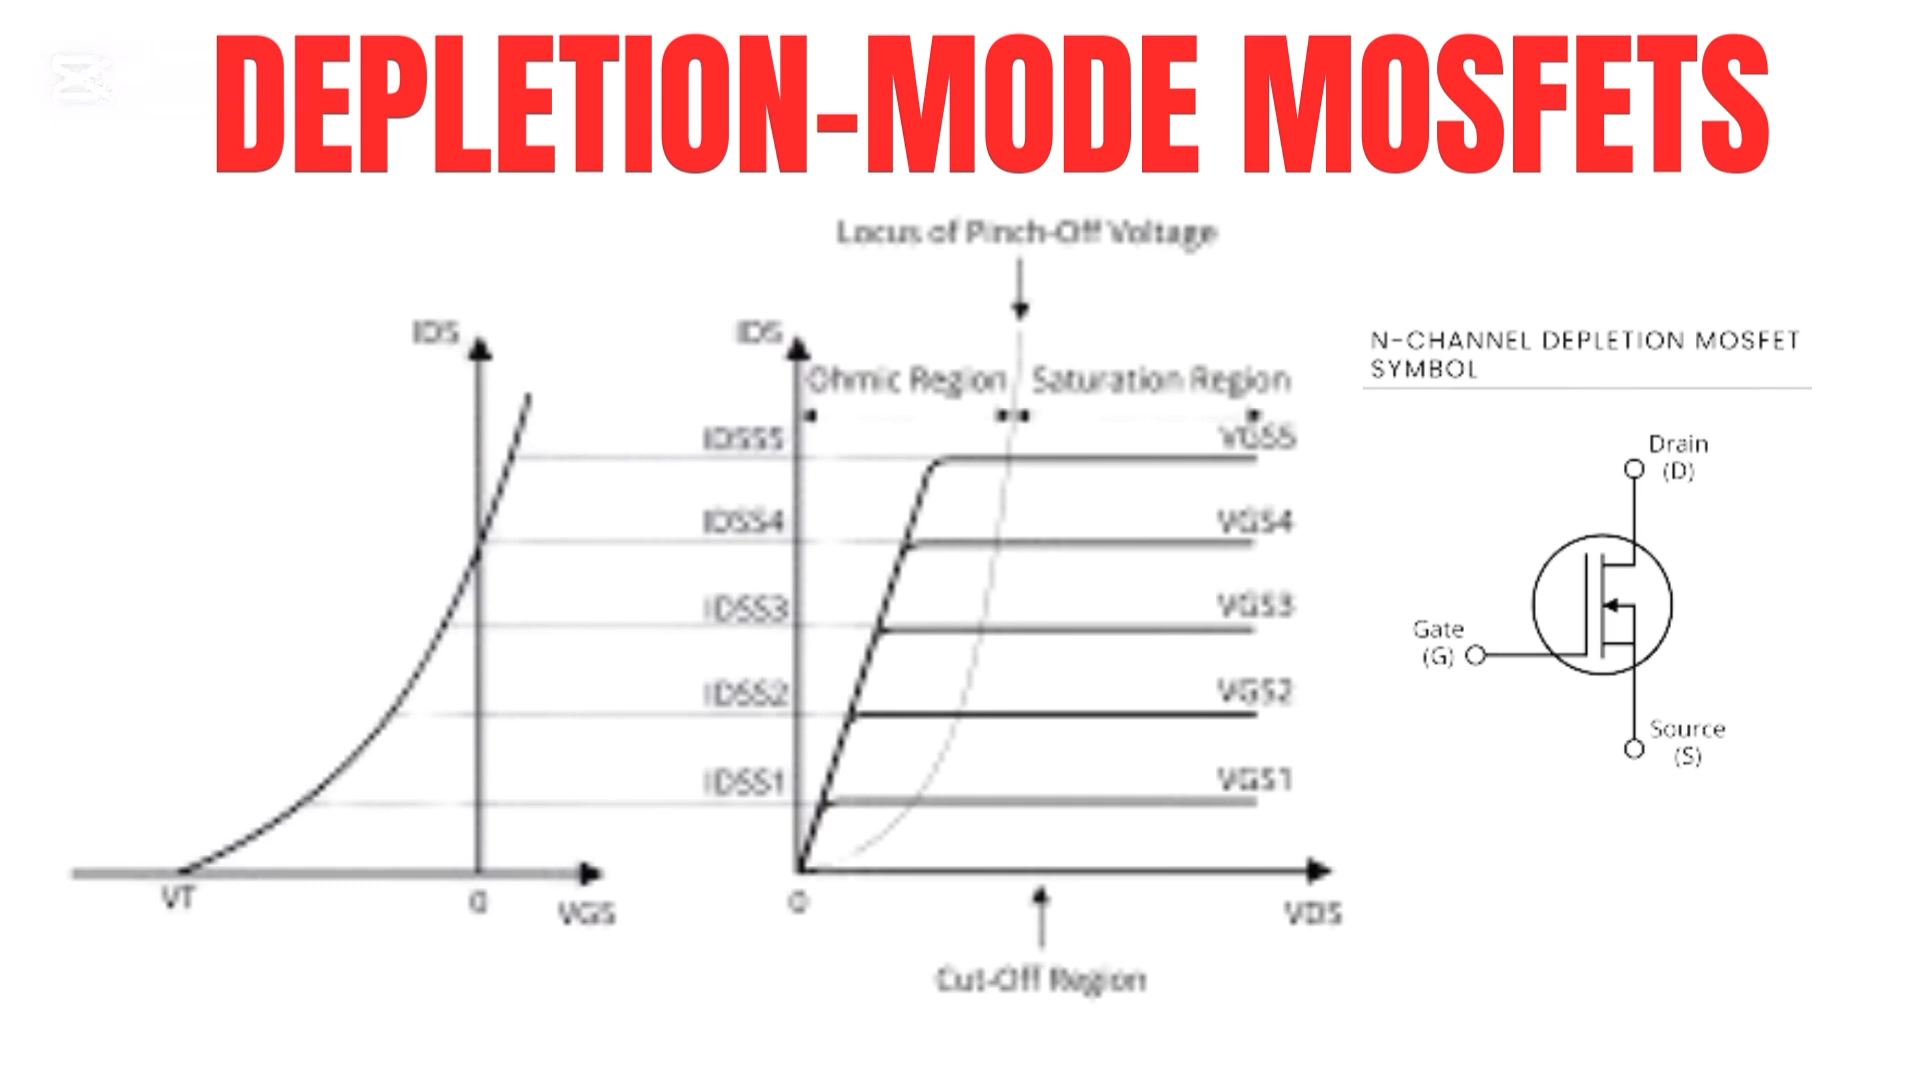 DEPLETION-MODE MOSFETS
Locus of Pinch-Off Voltage
IDS
IDS
Ohmic Region
Saturation Region
IDSS5
VGS5
IDSS4
VGS4
IDSS3
VGS3
IDSS2
VGS2
IDSS1
VGS1
VT
0
VGS
0
VDS
Cut-Off Region
N-CHANNEL DEPLETION MOSFET
SYMBOL
Drain
(D)
Gate
(G)
Source
(S)